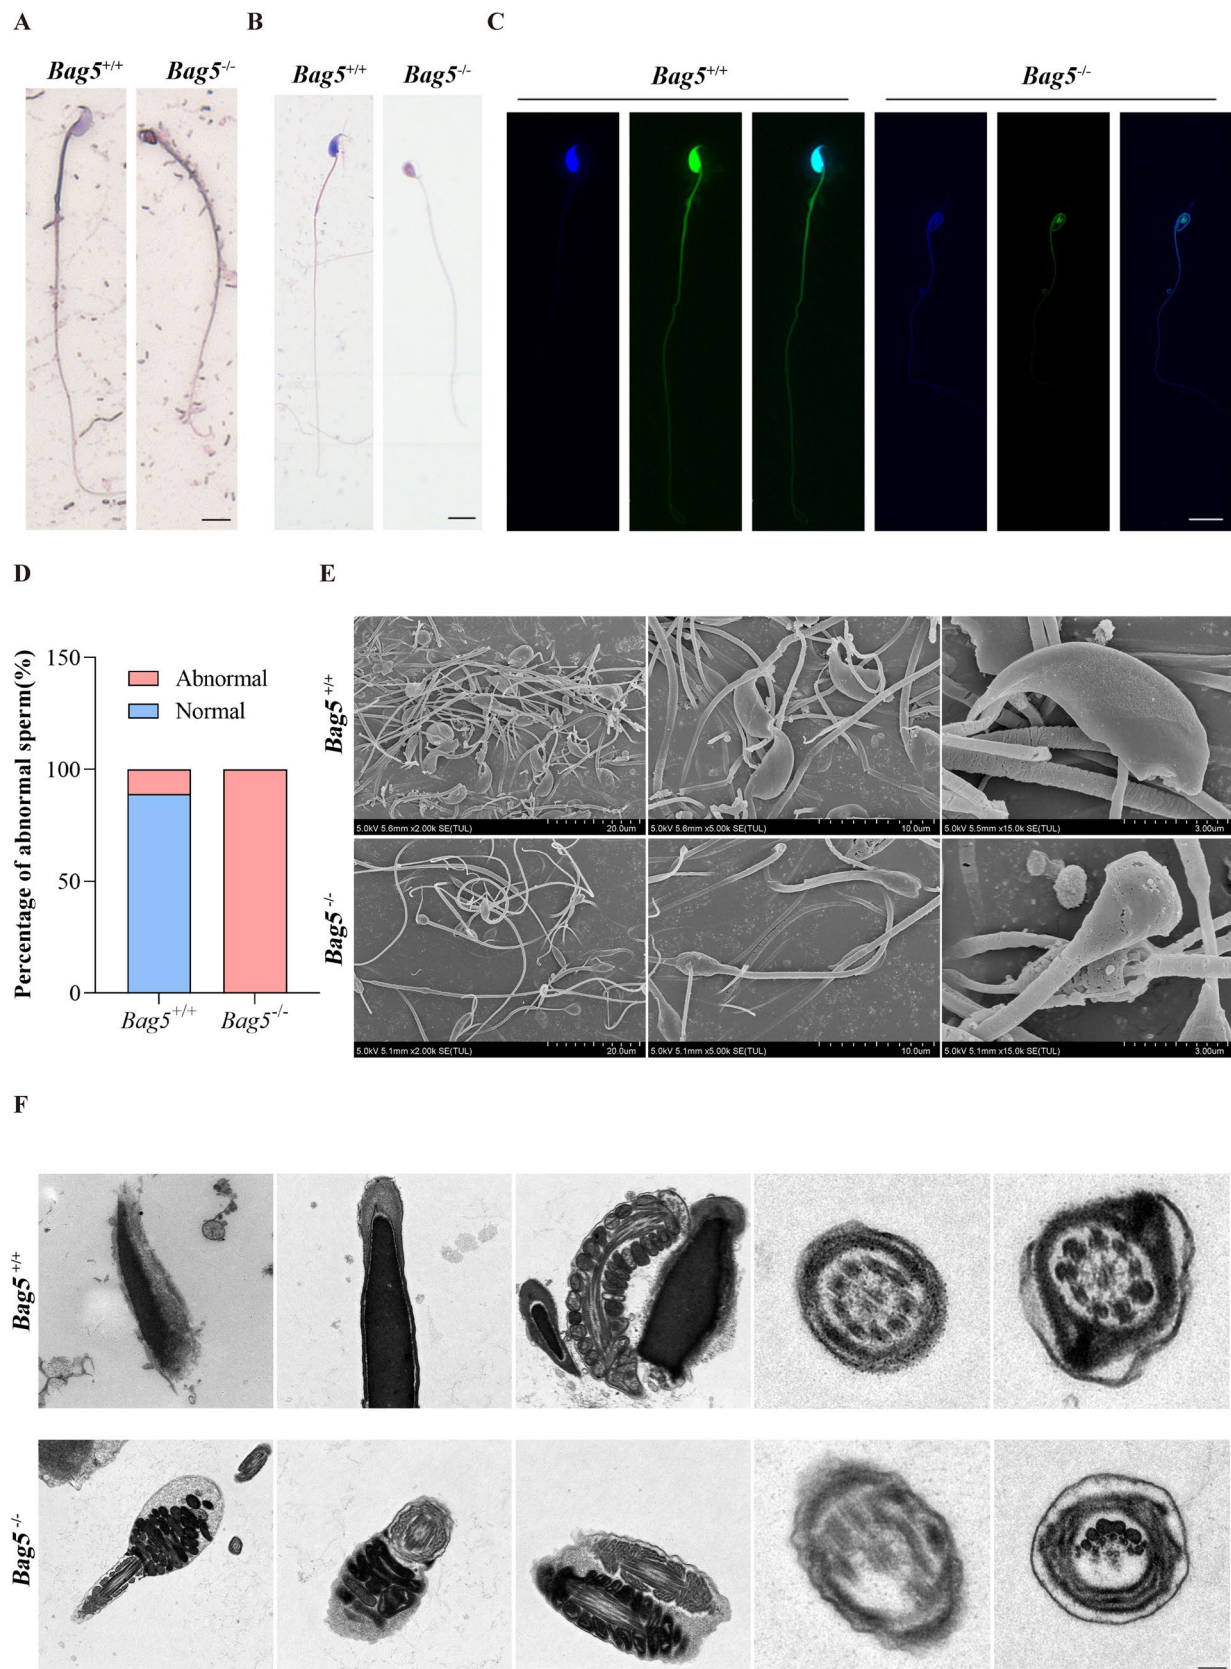 A
B
C
Bag5+/+
Bag5-/-
Bag5+/+
Bag5-/-
Bag5+/+
Bag5-/-
D
E
Percentage of abnormal sperm(%)
150
100
50
0
Abnormal
Normal
Bag5+/+
Bag5-/-
Bag5+/+
5.0kV 5.6mm x2.00k SE(TUL) 20.0um
5.0kV 5.6mm x5.00k SE(TUL) 10.0um
5.0kV 5.5mm x15.0k SE(TUL) 3.00um
Bag5-/-
5.0kV 5.1mm x2.00k SE(TUL) 20.0um
5.0kV 5.1mm x5.00k SE(TUL) 10.0um
5.0kV 5.1mm x15.0k SE(TUL) 3.00um
F
Bag5+/+
Bag5-/-